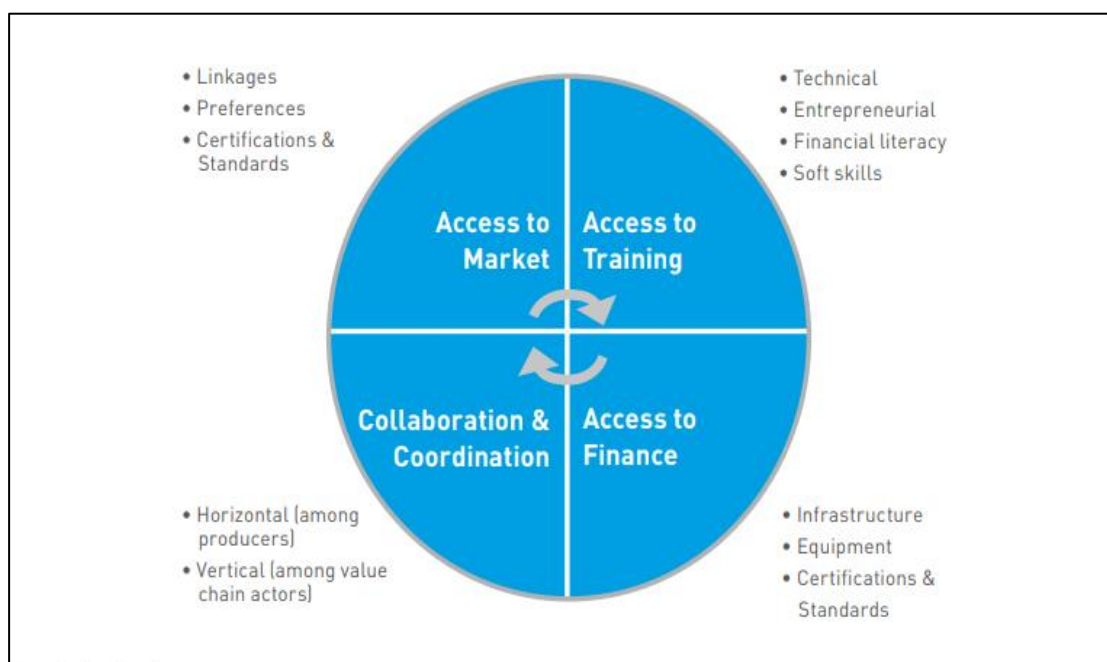 • Linkages
• Preferences
• Certifications &
Standards
• Technical
• Entrepreneurial
• Financial literacy
• Soft skills
Access to
Market
Access to
Training
Collaboration &
Coordination
Access to
Finance
• Horizontal (among
producers)
• Vertical (among value
chain actors)
• Infrastructure
• Equipment
• Certifications &
Standards